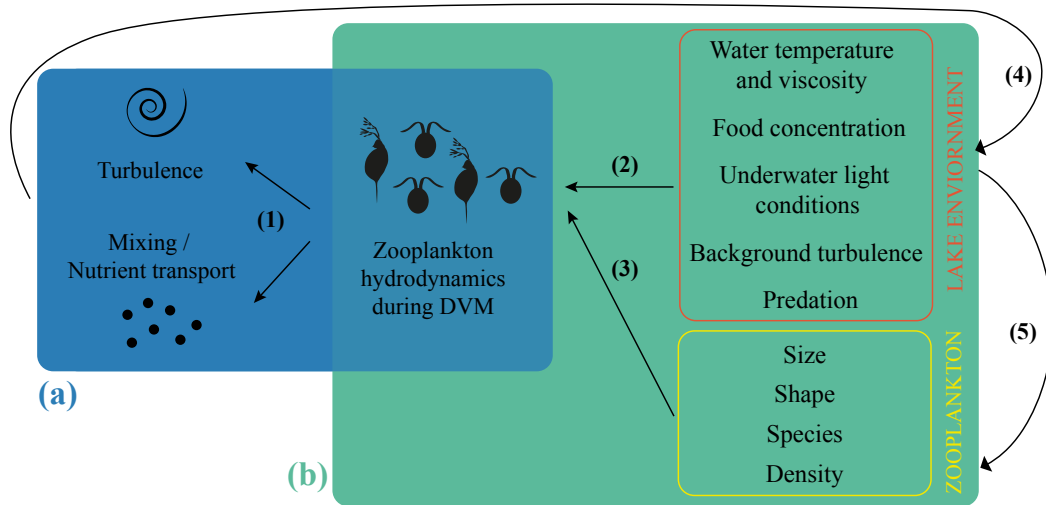 Turbulence
Mixing /
Nutrient transport
(1)
Zooplankton
hydrodynamics
during DVM
(2)
(3)
Water temperature
and viscosity
Food concentration
Underwater light
conditions
Background turbulence
Predation
LAKE ENVIORNMENT
(4)
Size
Shape
Species
Density
ZOOPLANKTON
(5)
(a)
(b)